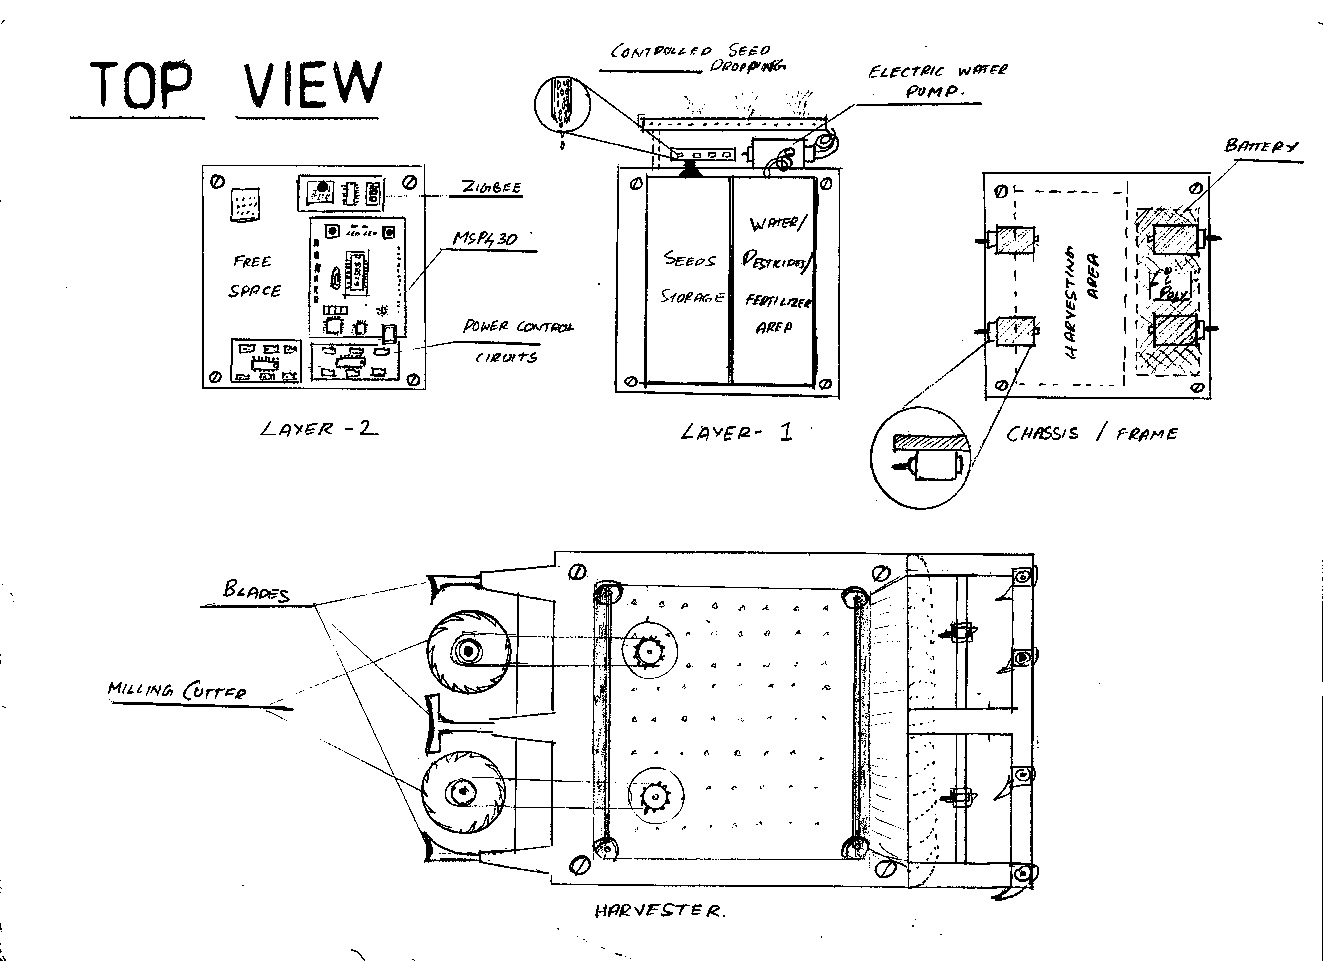 TOP VIEW
CONTROLLED SEED
DROPPING
ELECTRIC WATER
PUMP.
BATTERY
ZIGBEE
MSP430
FREE
SPACE
POWER CONTROL
CIRUITS
SEEDS
STORAGE
WATER/
PESTICIDES/
FERTILIZER
AREA
HARVESTING
AREA
POLY
LAYER - 2
LAYER - 1
CHASSIS / FRAME
BLADES
MILLING CUTTER
HARVESTER.